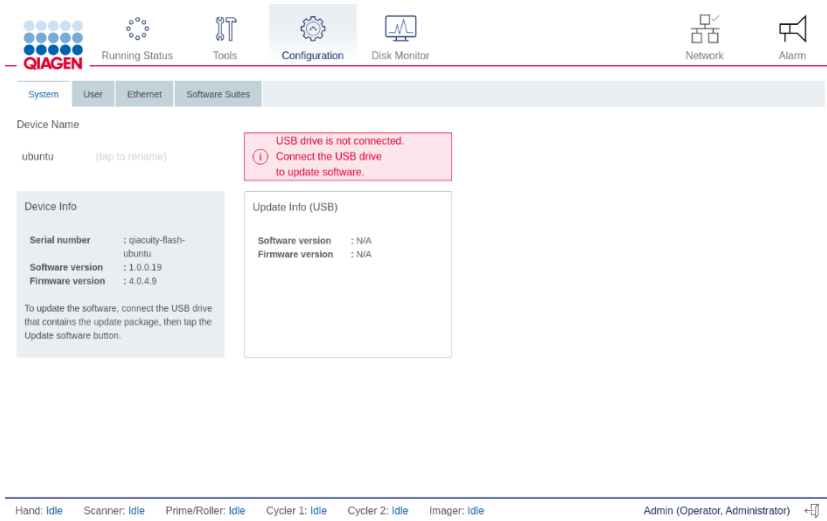 QIAGEN
Running Status
Tools
Configuration
Disk Monitor
Network
Alarm
System
User
Ethernet
Software Suites
Device Name
ubuntu (tap to rename)
USB drive is not connected.
Connect the USB drive
to update software.
Device Info
Serial number : qiacuity-flash-
ubuntu
Software version : 1.0.0.19
Firmware version : 4.0.4.9
To update the software, connect the USB drive
that contains the update package, then tap the
Update software button.
Update Info (USB)
Software version : N/A
Firmware version : N/A
Hand: Idle Scanner: Idle Prime/Roller: Idle Cycler 1: Idle Cycler 2: Idle Imager: Idle Admin (Operator, Administrator)